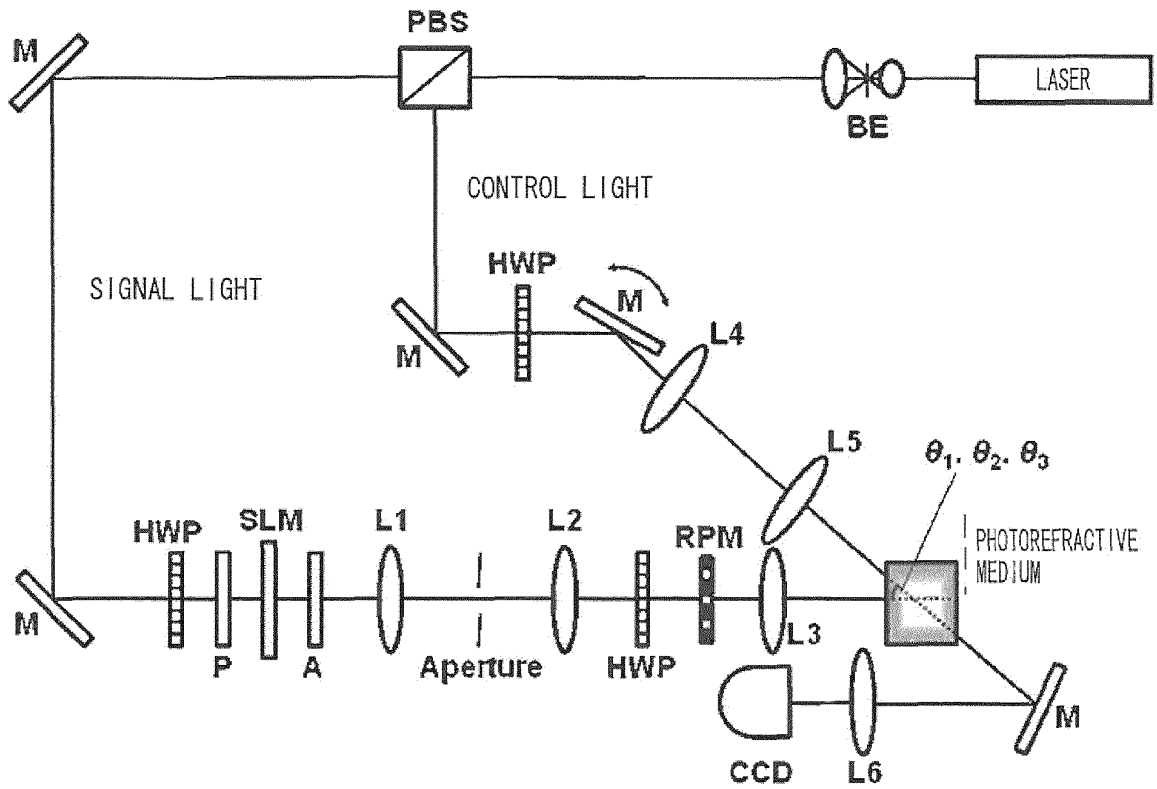 PBS
M
LASER
BE
CONTROL LIGHT
HWP
M
SIGNAL LIGHT
M
L4
L5
θ1. θ2. θ3
HWP
SLM
L1
L2
RPM
PHOTOREFRACTIVE
MEDIUM
M
P
A
Aperture
HWP
L3
M
CCD
L6